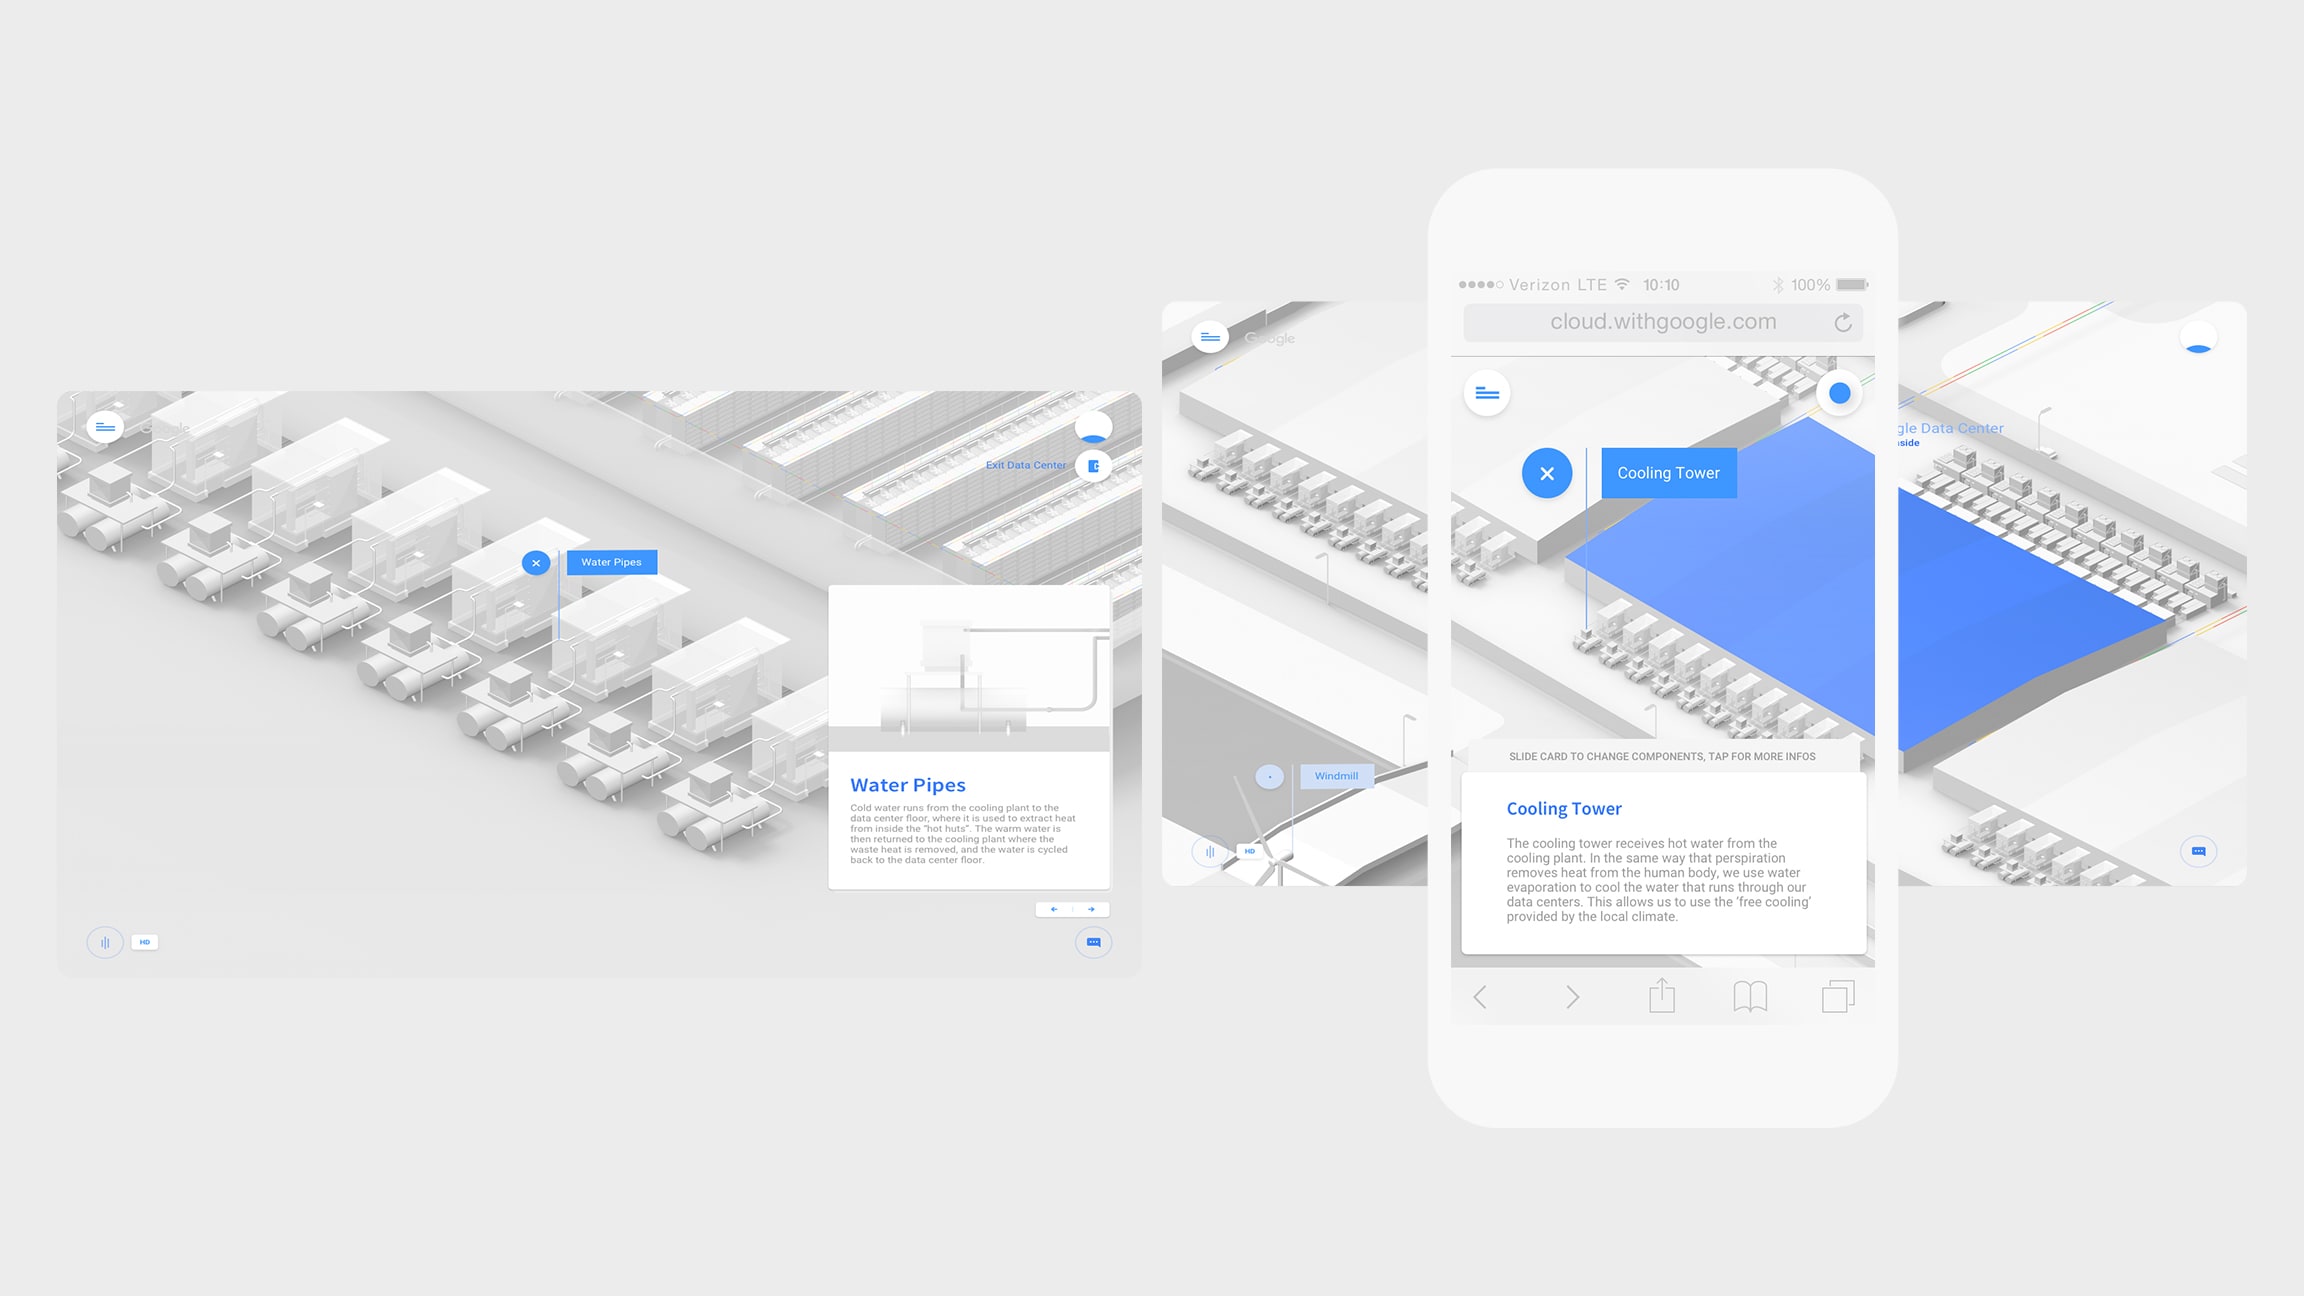 Google
Exit Data Center
Water Pipes
Water Pipes
Cold water runs from the cooling plant to the
data center floor, where it is used to extract heat
from inside the "hot huts". The warm water is
then returned to the cooling plant where the
waste heat is removed, and the water is cycled
back to the data center floor.
HD
Google
Windmill
HD
Verizon LTE 10:10 100%
cloud.withgoogle.com
Cooling Tower
SLIDE CARD TO CHANGE COMPONENTS, TAP FOR MORE INFOS
Cooling Tower
The cooling tower receives hot water from the
cooling plant. In the same way that perspiration
removes heat from the human body, we use water
evaporation to cool the water that runs through our
data centers. This allows us to use the 'free cooling'
provided by the local climate.
gle Data Center
side